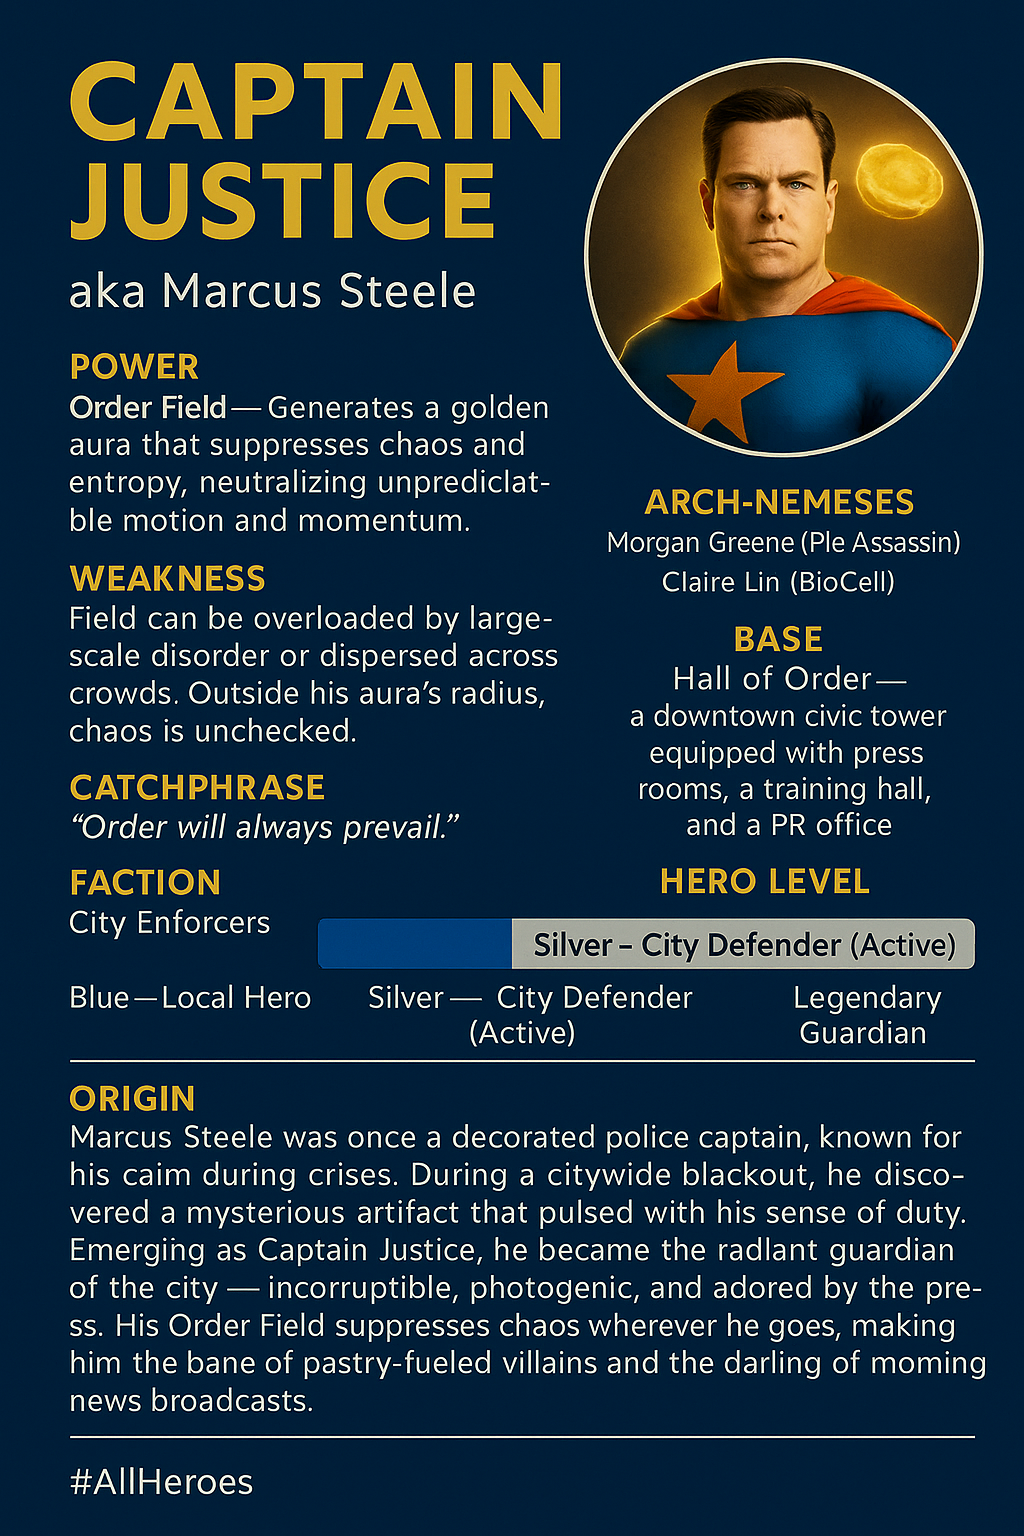 CAPTAIN
JUSTICE
aka Marcus Steele
POWER
Order Field — Generates a golden
aura that suppresses chaos and
entropy, neutralizing unprediclat-
ble motion and momentum.
WEAKNESS
Field can be overloaded by large-
scale disorder or dispersed across
crowds. Outside his aura’s radius,
chaos is unchecked.
CATCHPHRASE
“Order will always prevail.”
FACTION
City Enforcers
ARCH-NEMESES
Morgan Greene (Ple Assassin)
Claire Lin (BioCell)
BASE
Hall of Order —
a downtown civic tower
equipped with press
rooms, a training hall,
and a PR office
HERO LEVEL
Silver – City Defender (Active)
Blue — Local Hero
Silver — City Defender
(Active)
Legendary
Guardian
ORIGIN
Marcus Steele was once a decorated police captain, known for
his caim during crises. During a citywide blackout, he disco-
vered a mysterious artifact that pulsed with his sense of duty.
Emerging as Captain Justice, he became the radlant guardian
of the city — incorruptible, photogenic, and adored by the pre-
ss. His Order Field suppresses chaos wherever he goes, making
him the bane of pastry-fueled villains and the darling of moming
news broadcasts.
#AllHeroes